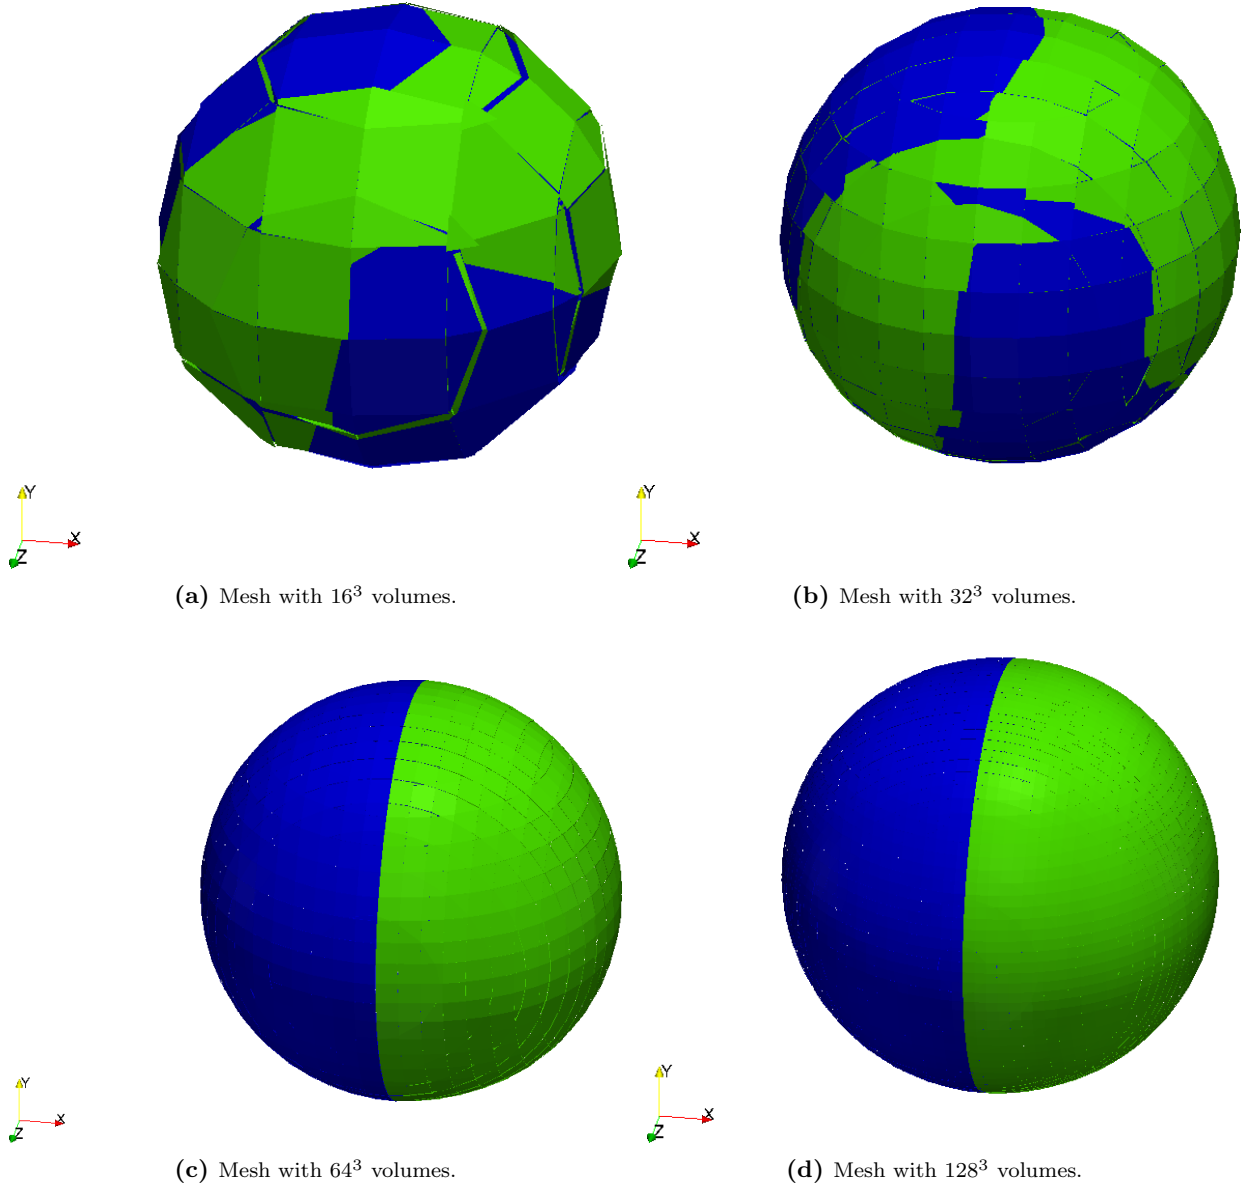 Y
X
Z
Y
X
Z
(a) Mesh with 16³ volumes.
(b) Mesh with 32³ volumes.
Y
X
Z
Y
X
Z
(c) Mesh with 64³ volumes.
(d) Mesh with 128³ volumes.